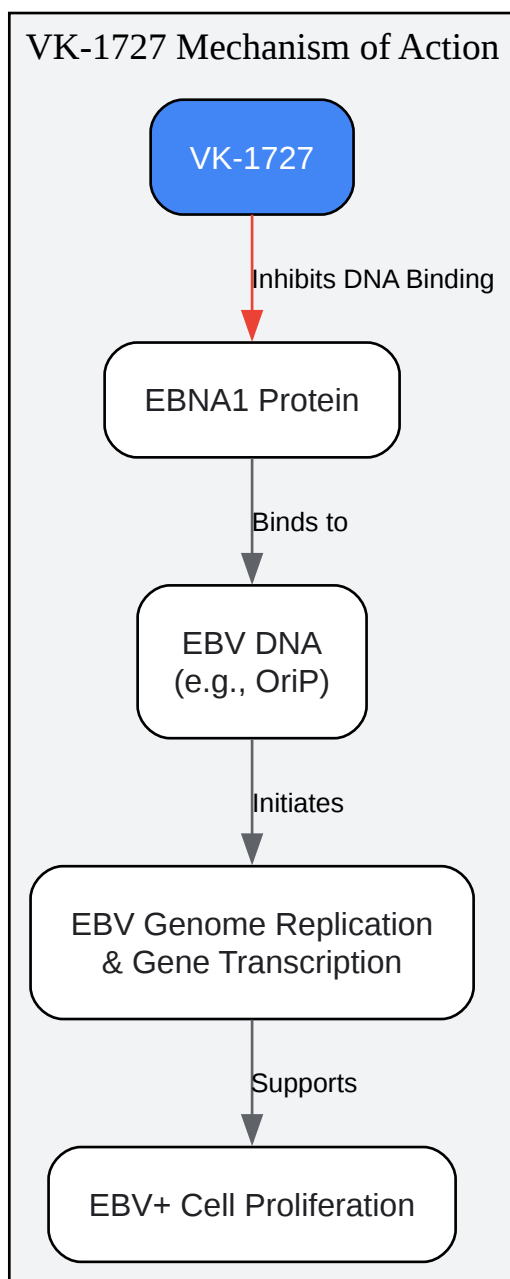 VK-1727 Mechanism of Action
VK-1727
Inhibits DNA Binding
EBNA1 Protein
Binds to
EBV DNA
(e.g., OriP)
Initiates
EBV Genome Replication
& Gene Transcription
Supports
EBV+ Cell Proliferation